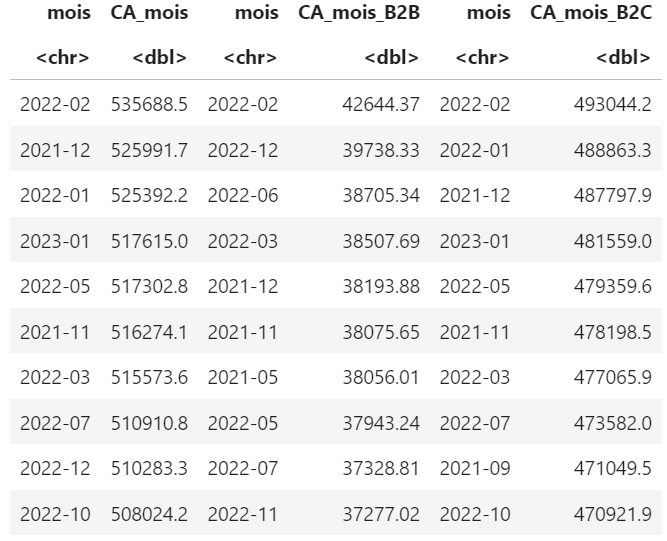 mois CA_mois mois CA_mois_B2B mois CA_mois_B2C
<chr> <dbl> <chr> <dbl> <chr> <dbl>
2022-02 535688.5 2022-02 42644.37 2022-02 493044.2
2021-12 525991.7 2022-12 39738.33 2022-01 488863.3
2022-01 525392.2 2022-06 38705.34 2021-12 487797.9
2023-01 517615.0 2022-03 38507.69 2023-01 481559.0
2022-05 517302.8 2021-12 38193.88 2022-05 479359.6
2021-11 516274.1 2021-11 38075.65 2021-11 478198.5
2022-03 515573.6 2021-05 38056.01 2022-03 477065.9
2022-07 510910.8 2022-05 37943.24 2022-07 473582.0
2022-12 510283.3 2022-07 37328.81 2021-09 471049.5
2022-10 508024.2 2022-11 37277.02 2022-10 470921.9